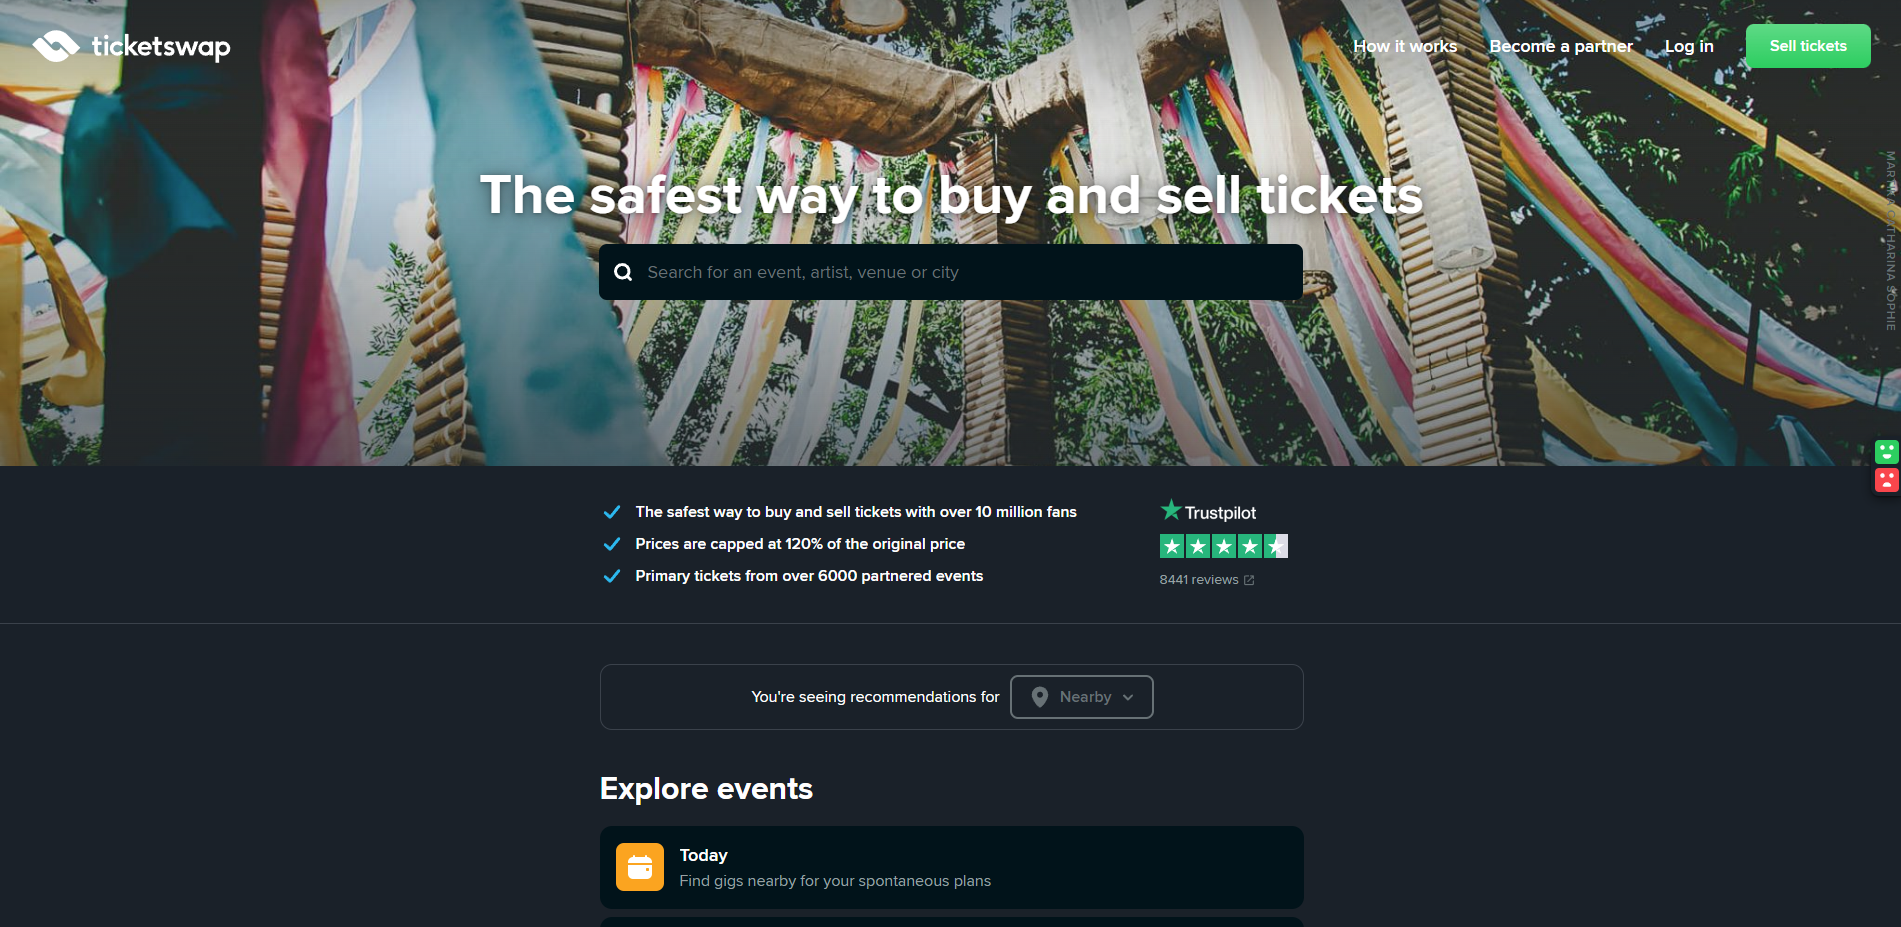 ticketswap
How it works
Become a partner
Log in
Sell tickets
The safest way to buy and sell tickets
Search for an event, artist, venue or city
The safest way to buy and sell tickets with over 10 million fans
Prices are capped at 120% of the original price
Primary tickets from over 6000 partnered events
Trustpilot
8441 reviews
You're seeing recommendations for
Nearby
Explore events
Today
Find gigs nearby for your spontaneous plans
SOPHIE